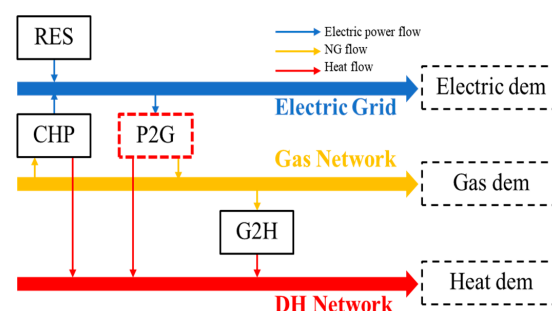 RES
Electric power flow
NG flow
Heat flow
Electric dem
Electric Grid
CHP
P2G
Gas Network
Gas dem
G2H
Heat dem
DH Network